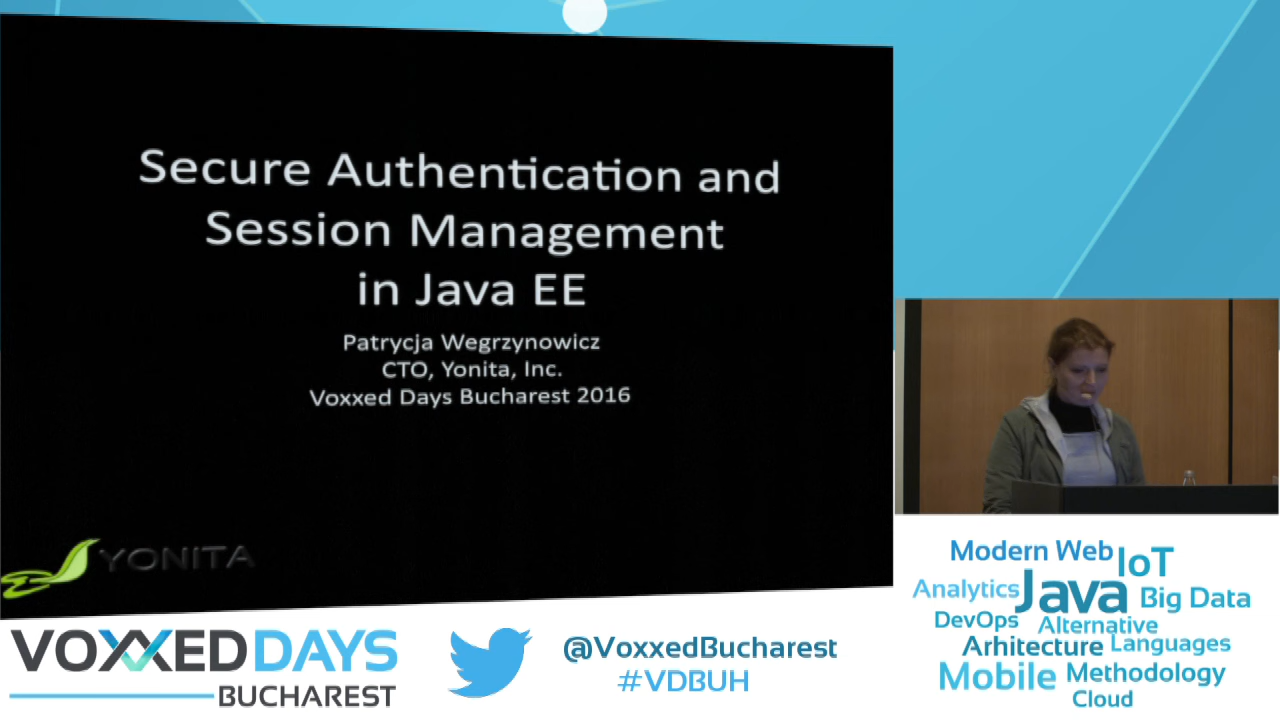 Secure Authentication and
Session Management
in Java EE
Patrycja Wegrzynowicz
CTO, Yonita, Inc.
Voxxed Days Bucharest 2016
YONITA
VOXXED DAYS
BUCHAREST
@VoxxedBucharest
#VDBUH
Modern Web
IoT
Analytics
Java
Big Data
DevOps
Alternative
Arhitecture
Languages
Mobile
Methodology
Cloud